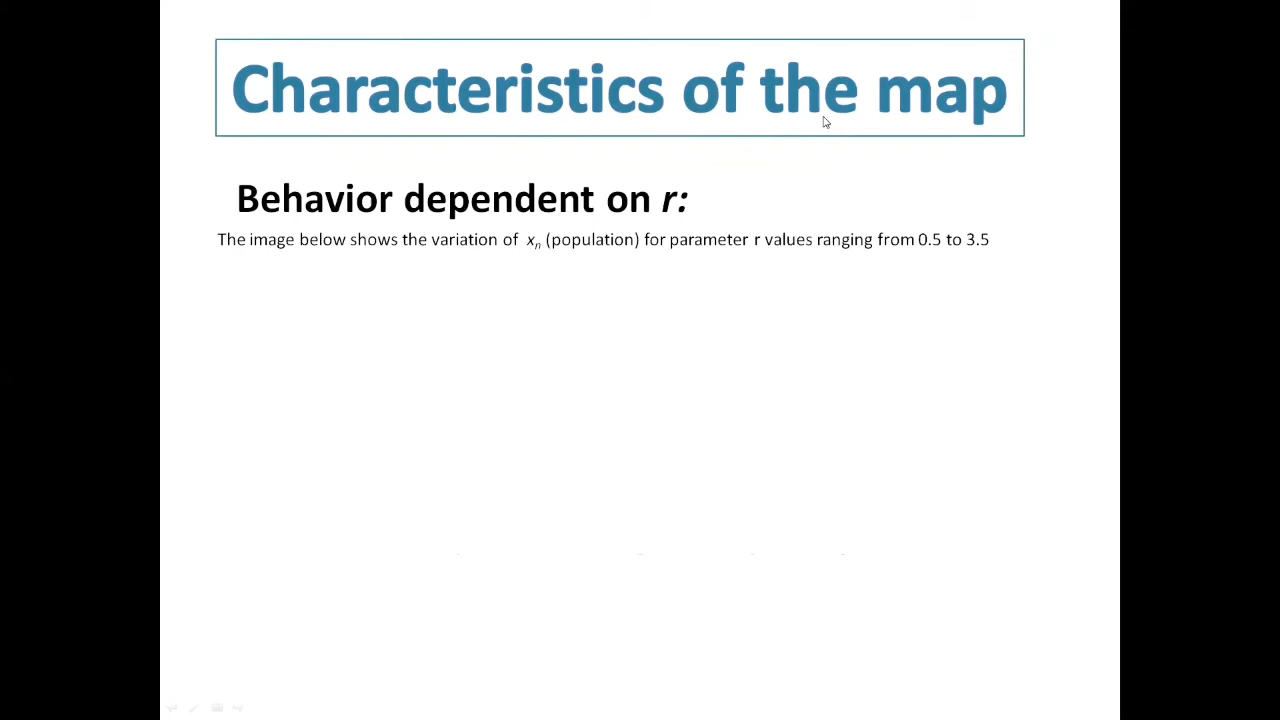 Characteristics of the map
Behavior dependent on r:
The image below shows the variation of xn (population) for parameter r values ranging from 0.5 to 3.5